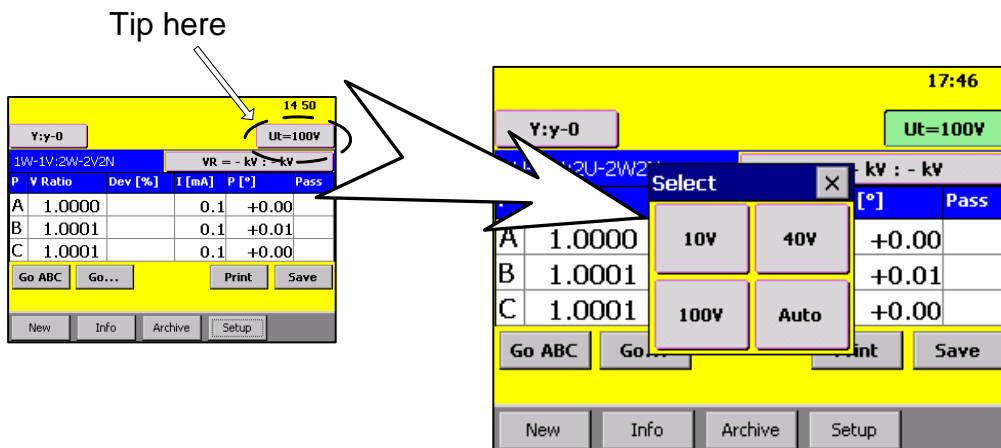 Tip here
14 50
Y:y-0 Ut=100V
1W-1V:2W-2V2N VR = - kV : - kV
P V Ratio Dev [%] I [mA] P [°] Pass
A 1.0000 0.1 +0.00
B 1.0001 0.1 +0.01
C 1.0001 0.1 +0.00
Go ABC Go... Print Save
New Info Archive Setup
17:46
Y:y-0 Ut=100V
2U-2W2 - kV : - kV
Select
[°] Pass
A 1.0000 +0.00
B 1.0001 +0.01
C 1.0001 +0.00
10V 40V
100V Auto
Go ABC Save
New Info Archive Setup